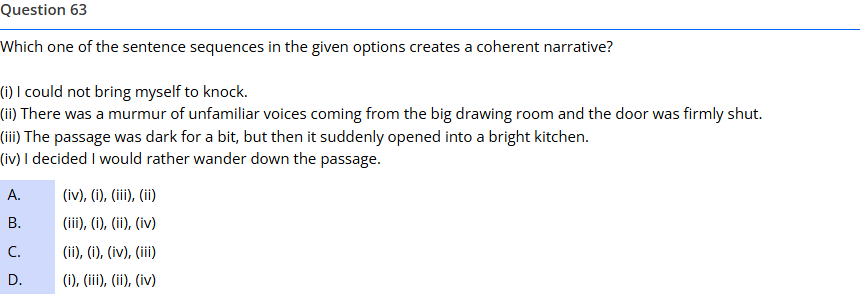 Question 63
Which one of the sentence sequences in the given options creates a coherent narrative?
(i) I could not bring myself to knock.
(ii) There was a murmur of unfamiliar voices coming from the big drawing room and the door was firmly shut.
(iii) The passage was dark for a bit, but then it suddenly opened into a bright kitchen.
(iv) I decided I would rather wander down the passage.
A. (iv), (i), (iii), (ii)
B. (iii), (i), (ii), (iv)
C. (ii), (i), (iv), (iii)
D. (i), (iii), (ii), (iv)